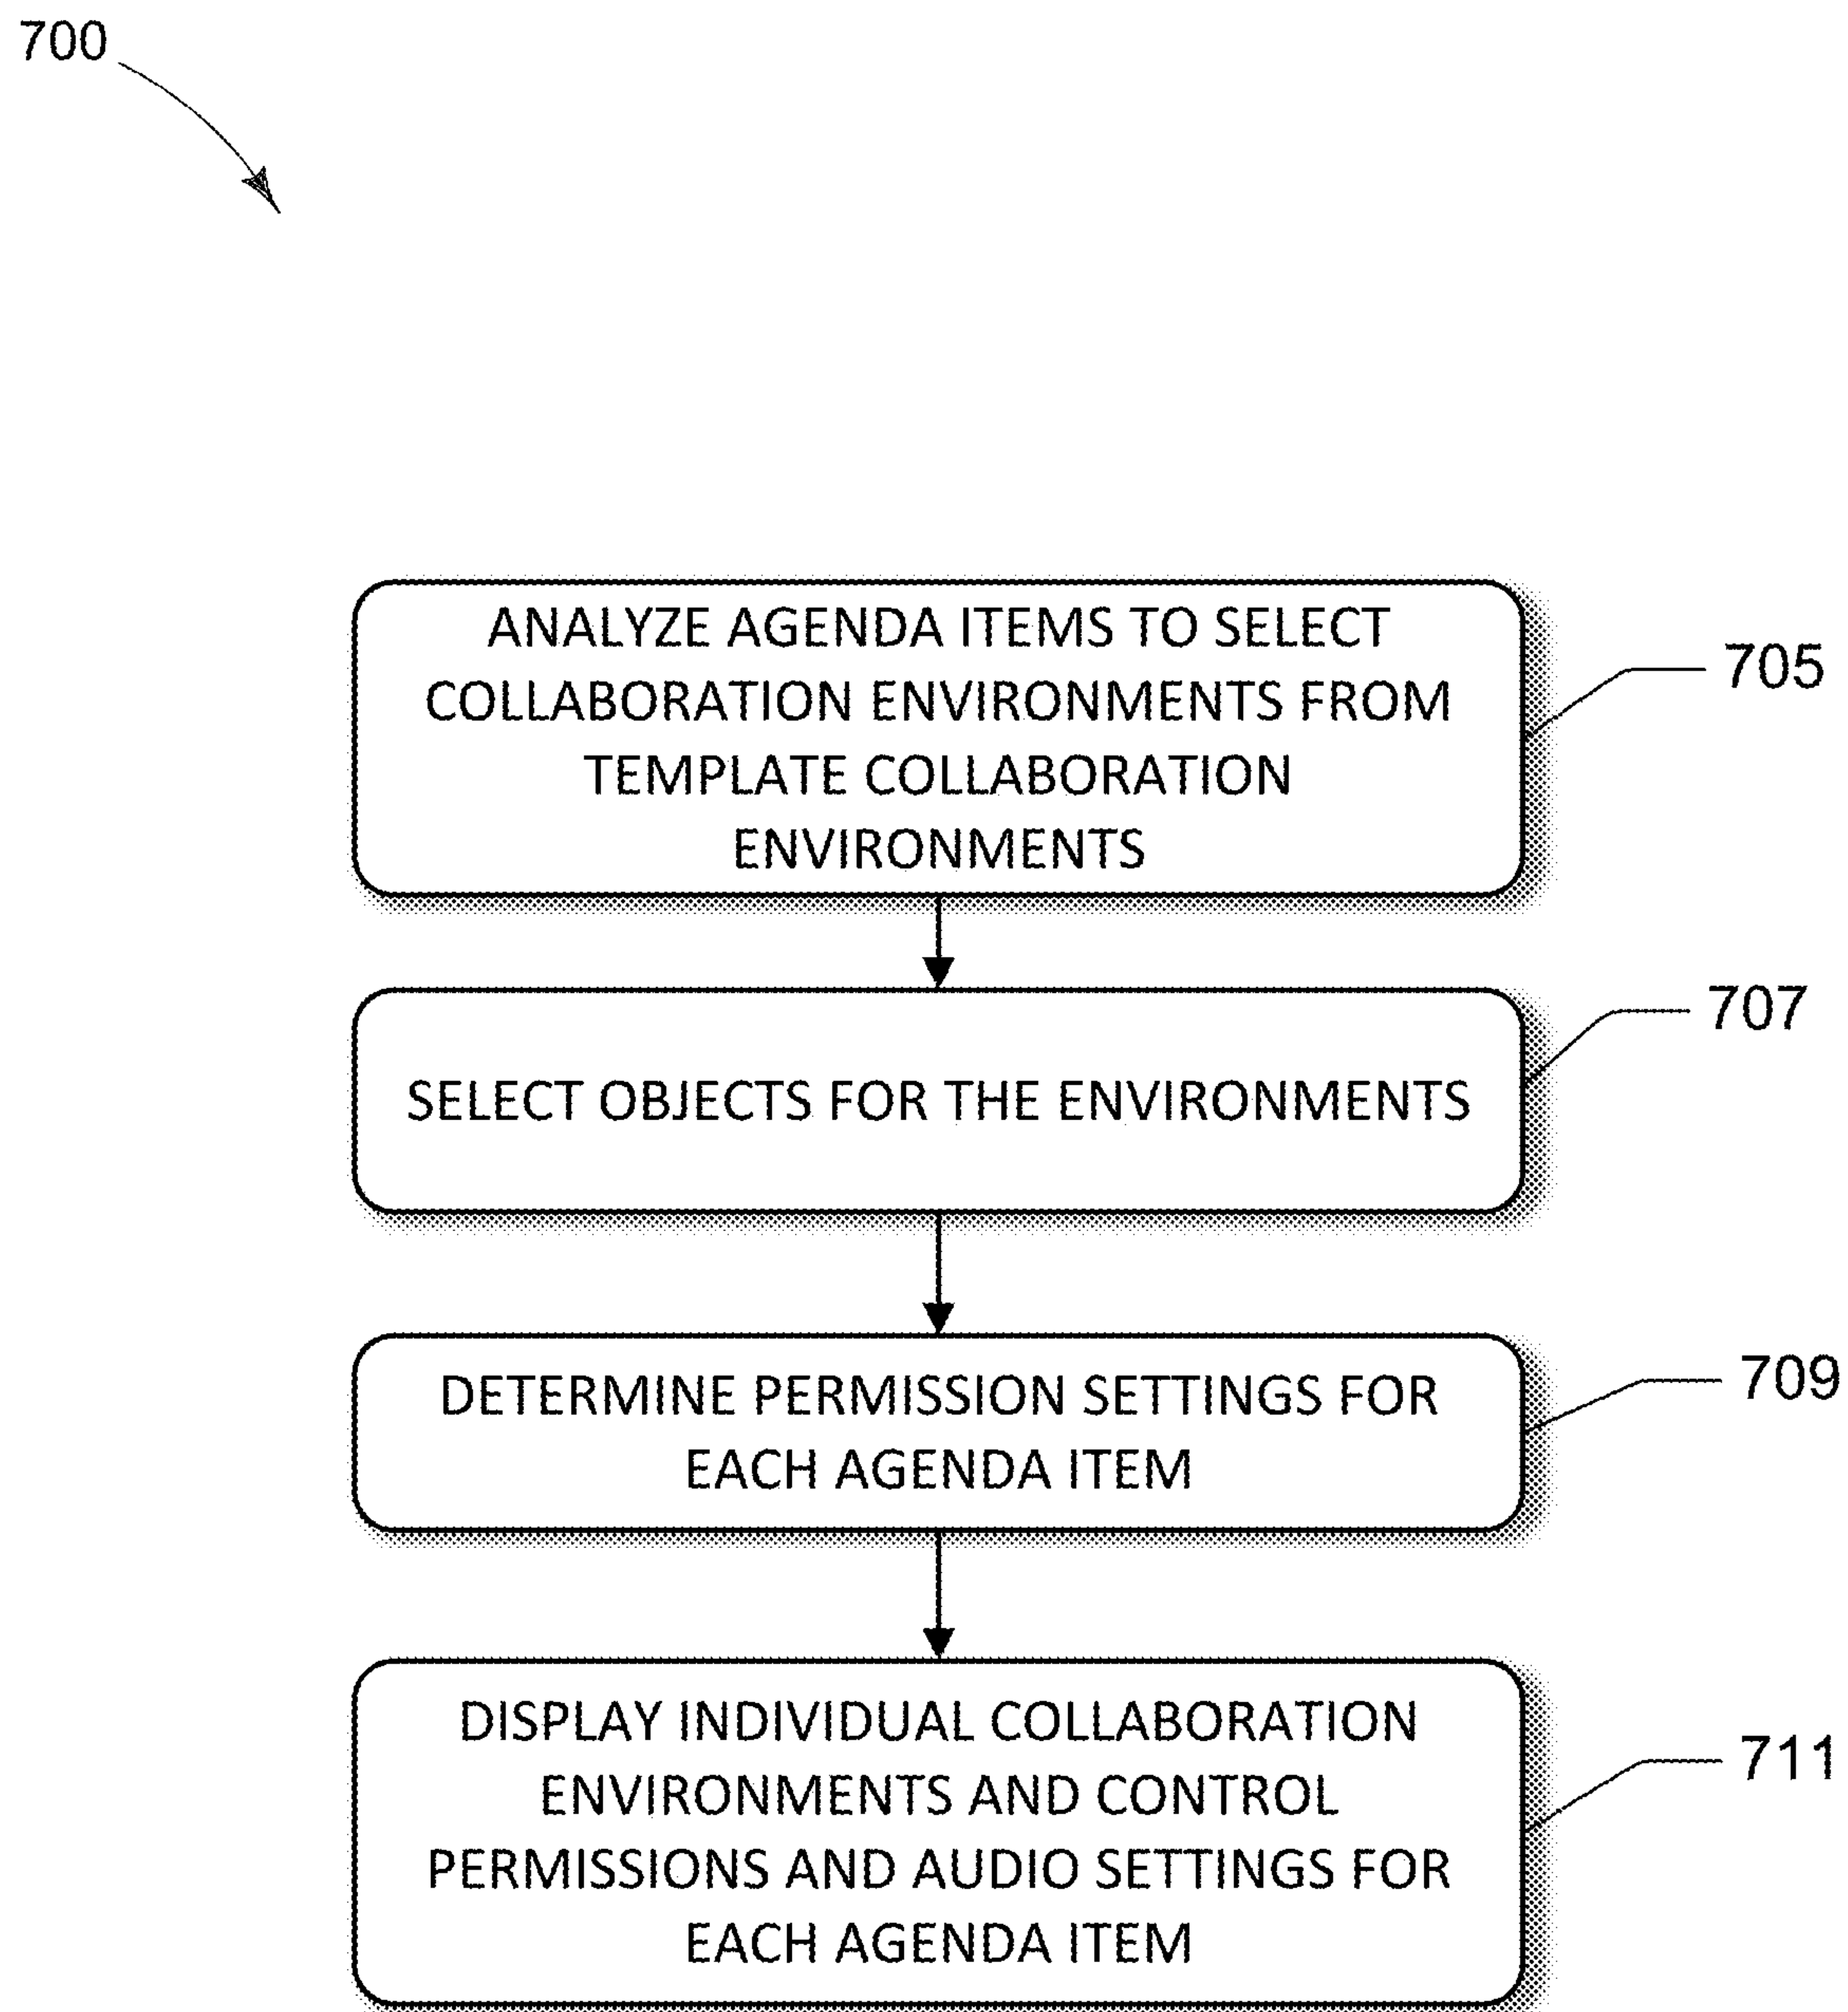 700
ANALYZE AGENDA ITEMS TO SELECT
COLLABORATION ENVIRONMENTS FROM
TEMPLATE COLLABORATION
ENVIRONMENTS
705
SELECT OBJECTS FOR THE ENVIRONMENTS
707
DETERMINE PERMISSION SETTINGS FOR
EACH AGENDA ITEM
709
DISPLAY INDIVIDUAL COLLABORATION
ENVIRONMENTS AND CONTROL
PERMISSIONS AND AUDIO SETTINGS FOR
EACH AGENDA ITEM
711